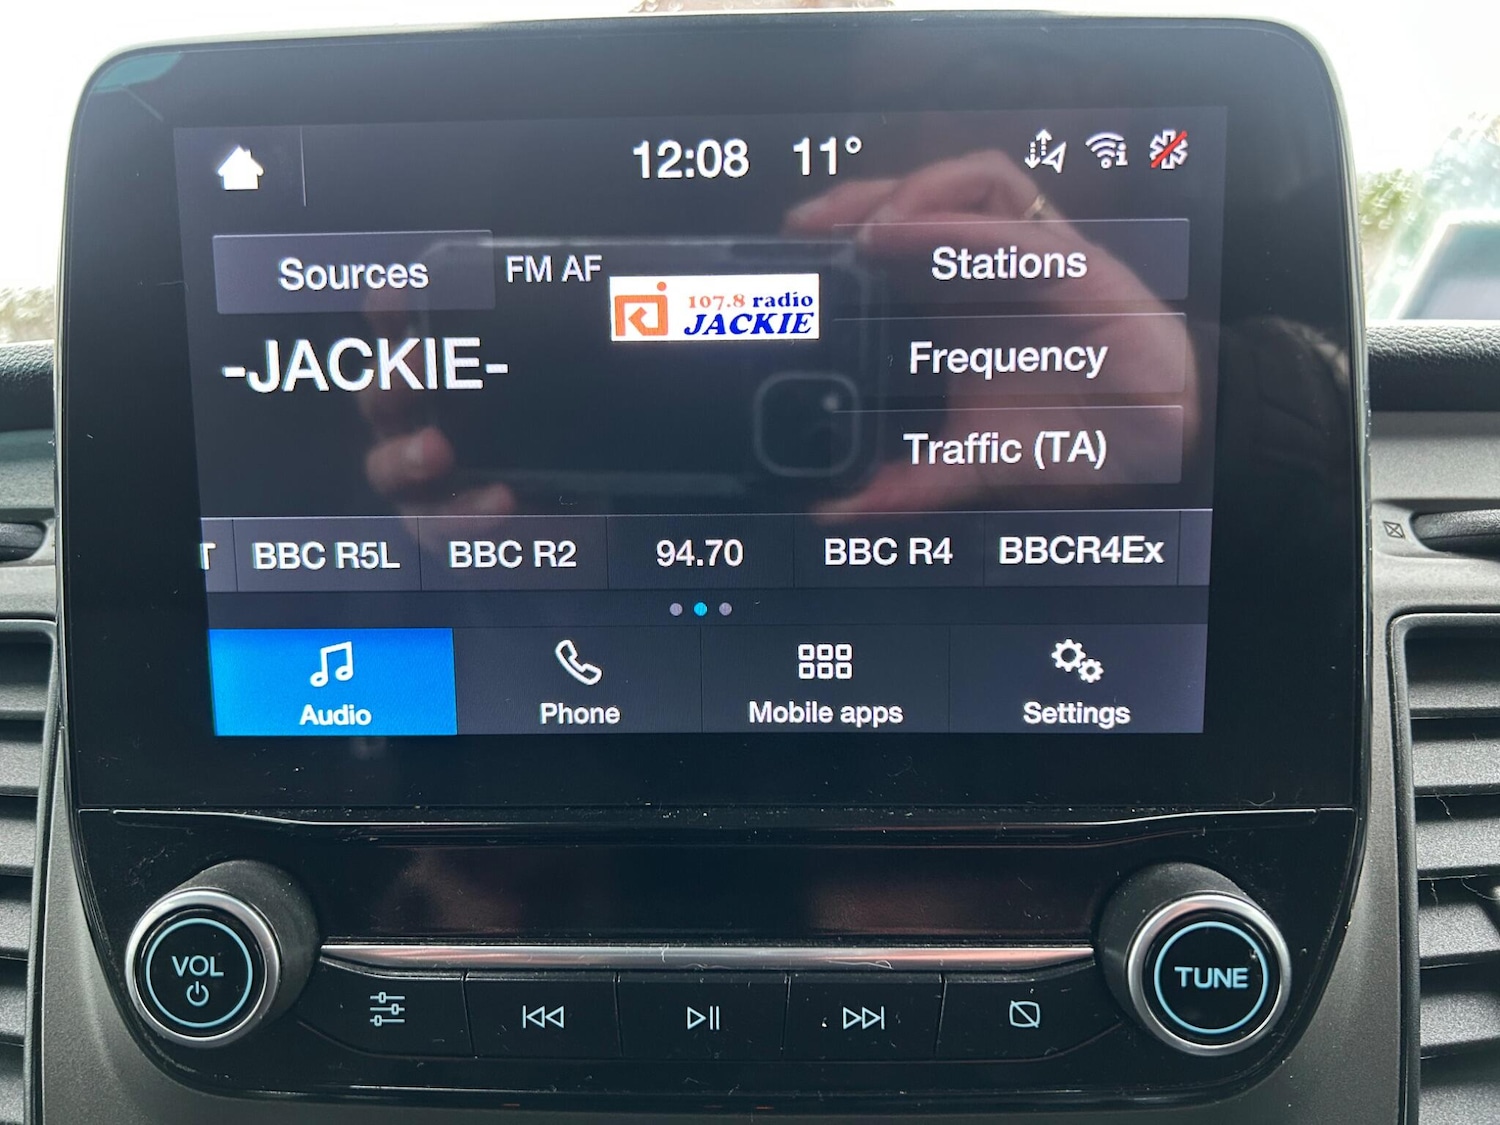 12:08 11°
Sources
FM AF
107.8 radio
JACKIE
Stations
-JACKIE-
Frequency
Traffic (TA)
T BBC R5L BBC R2 94.70 BBC R4 BBCR4Ex
Audio Phone Mobile apps Settings
VOL
TUNE